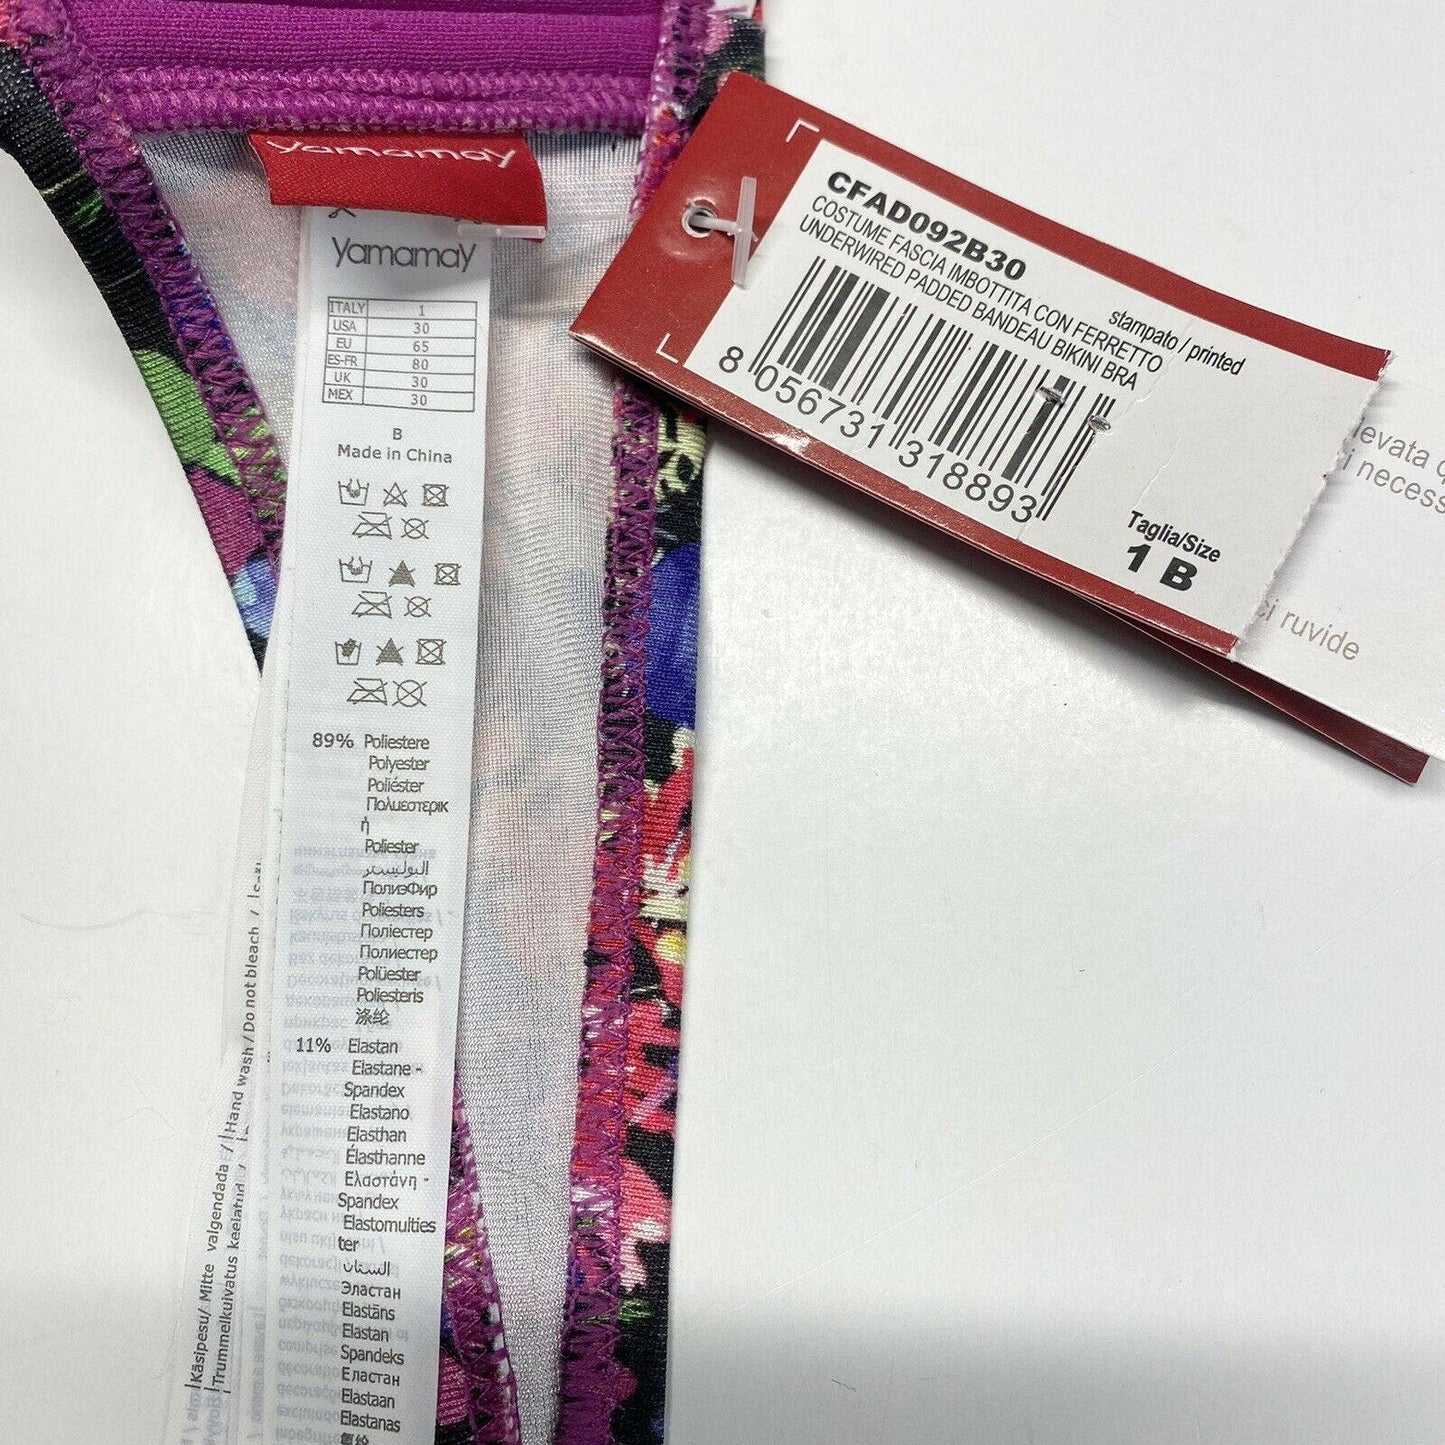 yamamay
yamamay
ITALY 1
USA 30
EU 65
ES-FR 80
UK 30
MEX 30
B
Made in China
89% Poliestere
Polyester
Poliéster
Πολυεστερικ
ή
Poliester
البوليستر
ПолиэФир
Poliesters
Поліестер
Полиестер
Polüester
Poliesteris
涤纶
11% Elastan
Elastane -
Spandex
Elastano
Elasthan
Élasthanne
Ελαστάνη -
Spandex
Elastomulties
ter
الستان
Эластан
Elastāns
Elastan
Spandeks
Еластан
Elastaan
Elastanas
Hand wash / Do not bleach /
Käsipesu/ Mitte valgendada /
Trummelkuivatus keelatud
CFAD092B30
COSTUME FASCIA IMBOTTITA CON FERRETTO
UNDERWIRED PADDED BANDEAU BIKINI BRA
stampato / printed
8 056731 318893
Taglia/Size
1 B
ruvide